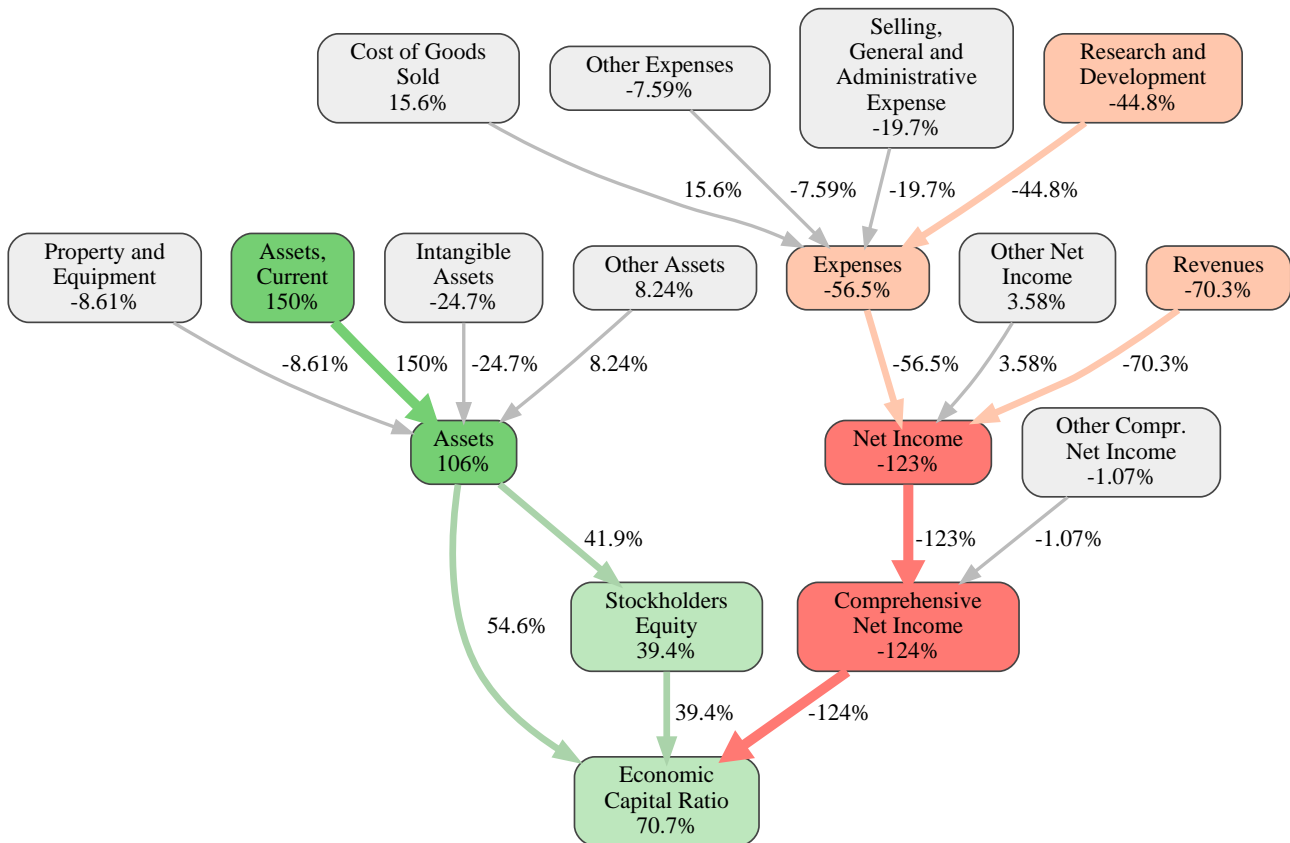 Cost of Goods
Sold
15.6%
Other Expenses
-7.59%
Selling,
General and
Administrative
Expense
-19.7%
Research and
Development
-44.8%
15.6%
-7.59%
-19.7%
-44.8%
Property and
Equipment
-8.61%
Assets,
Current
150%
Intangible
Assets
-24.7%
Other Assets
8.24%
Expenses
-56.5%
Other Net
Income
3.58%
Revenues
-70.3%
-8.61%
150%
-24.7%
8.24%
-56.5%
3.58%
-70.3%
Assets
106%
Net Income
-123%
Other Compr.
Net Income
-1.07%
41.9%
-123%
-1.07%
54.6%
Stockholders
Equity
39.4%
Comprehensive
Net Income
-124%
39.4%
-124%
Economic
Capital Ratio
70.7%